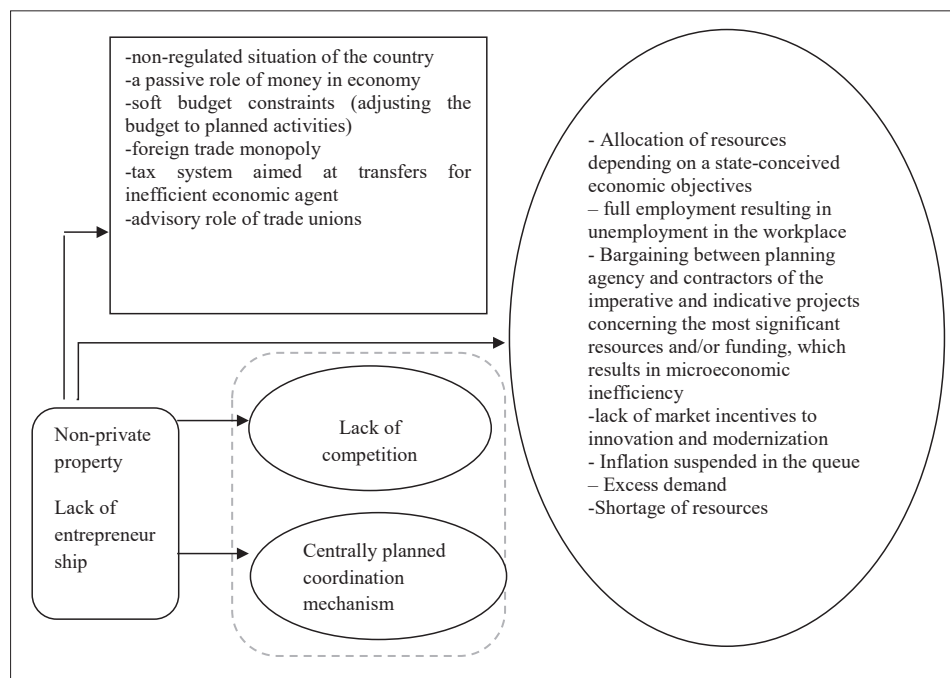 -non-regulated situation of the country
-a passive role of money in economy
-soft budget constraints (adjusting the
budget to planned activities)
-foreign trade monopoly
-tax system aimed at transfers for
inefficient economic agent
-advisory role of trade unions
- Allocation of resources
depending on a state-conceived
economic objectives
– full employment resulting in
unemployment in the workplace
- Bargaining between planning
agency and contractors of the
imperative and indicative projects
concerning the most significant
resources and/or funding, which
results in microeconomic
inefficiency
-lack of market incentives to
innovation and modernization
- Inflation suspended in the queue
– Excess demand
-Shortage of resources
Non-private
property
Lack of
entrepreneur
ship
Lack of
competition
Centrally planned
coordination
mechanism